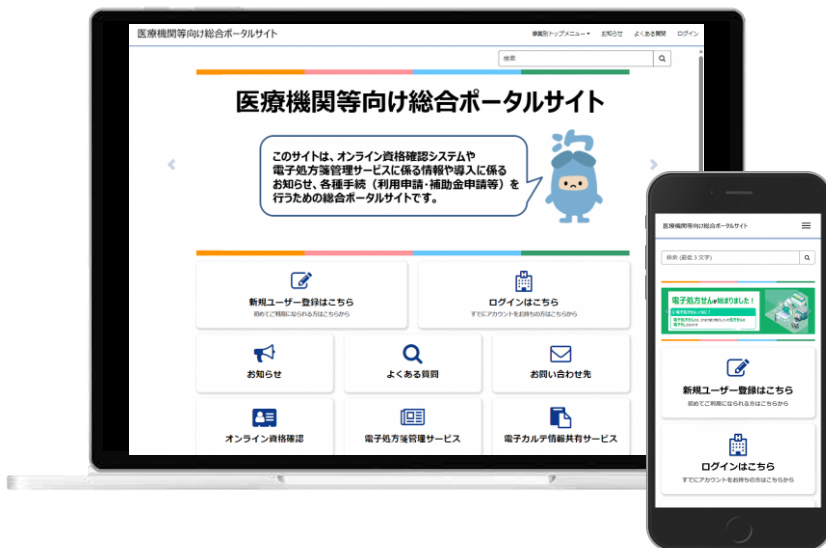 医療機関等向け総合ポータルサイト
事業別トップメニュー▼ お知らせ よくある質問 ログイン
検索
医療機関等向け総合ポータルサイト
このサイトは、オンライン資格確認システムや
電子処方箋管理サービスに係る情報や導入に係る
お知らせ、各種手続（利用申請・補助金申請等）を
行うための総合ポータルサイトです。
新規ユーザー登録はこちら
初めてご利用になられる方はこちらから
ログインはこちら
すでにアカウントをお持ちの方はこちらから
お知らせ
よくある質問
お問い合わせ先
オンライン資格確認
電子処方箋管理サービス
電子カルテ情報共有サービス
医療機関等向け総合ポータルサイト
検索 (最低 3 文字)
電子処方せんが始まりました！
新規ユーザー登録はこちら
初めてご利用になられる方はこちらから
ログインはこちら
すでにアカウントをお持ちの方はこちらから